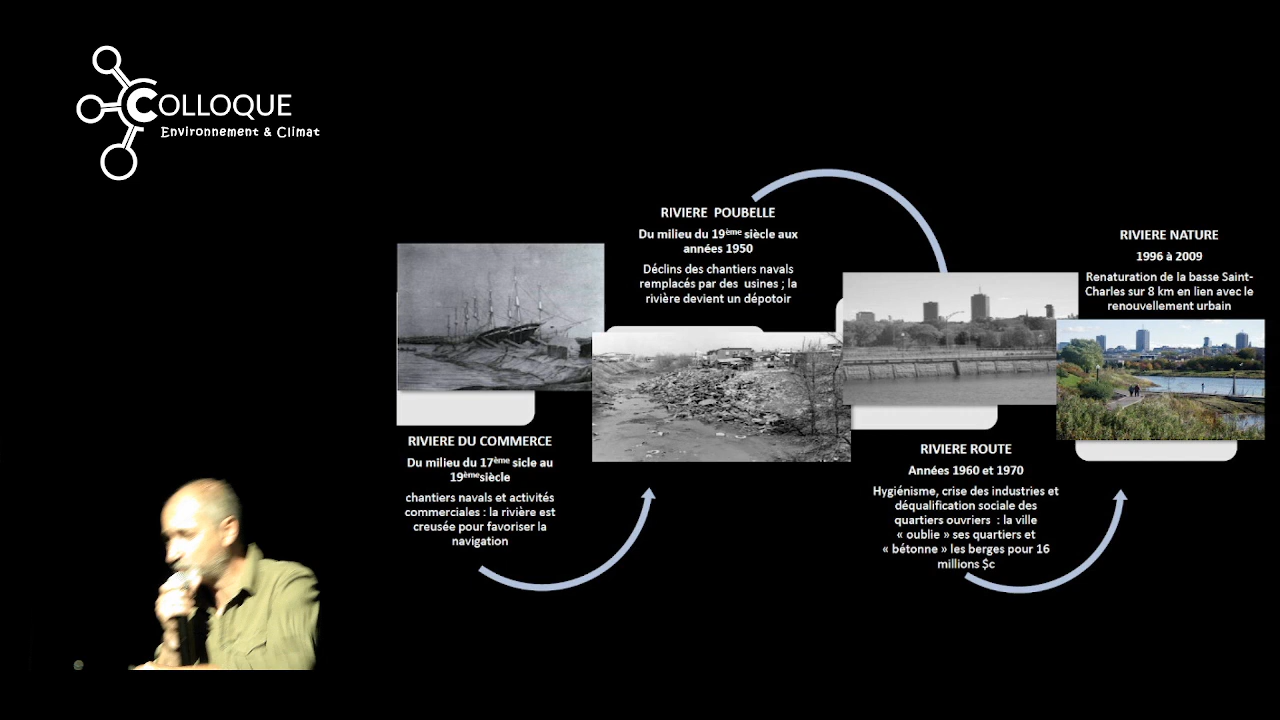 COLLOQUE
Environnement & Climat
RIVIERE DU COMMERCE
Du milieu du 17ème sicle au
19èmesiècle
chantiers navals et activités
commerciales : la rivière est
creusée pour favoriser la
navigation
RIVIERE POUBELLE
Du milieu du 19ème siècle aux
années 1950
Déclins des chantiers navals
remplacés par des usines ; la
rivière devient un dépotoir
RIVIERE ROUTE
Années 1960 et 1970
Hygiénisme, crise des industries et
déqualification sociale des
quartiers ouvriers : la ville
« oublie » ses quartiers et
« bétonne » les berges pour 16
millions $c
RIVIERE NATURE
1996 à 2009
Renaturation de la basse Saint-
Charles sur 8 km en lien avec le
renouvellement urbain